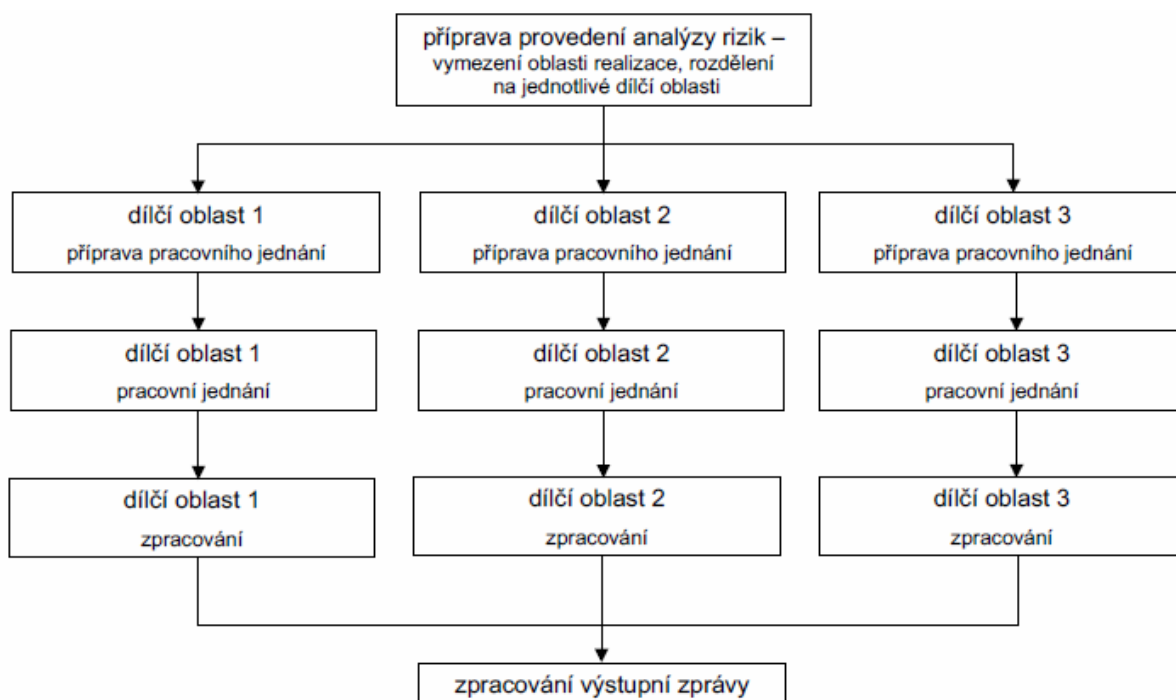 příprava provedení analýzy rizik –
vymezení oblasti realizace, rozdělení
na jednotlivé dílčí oblasti
dílčí oblast 1
příprava pracovního jednání
dílčí oblast 2
příprava pracovního jednání
dílčí oblast 3
příprava pracovního jednání
dílčí oblast 1
pracovní jednání
dílčí oblast 2
pracovní jednání
dílčí oblast 3
pracovní jednání
dílčí oblast 1
zpracování
dílčí oblast 2
zpracování
dílčí oblast 3
zpracování
zpracování výstupní zprávy